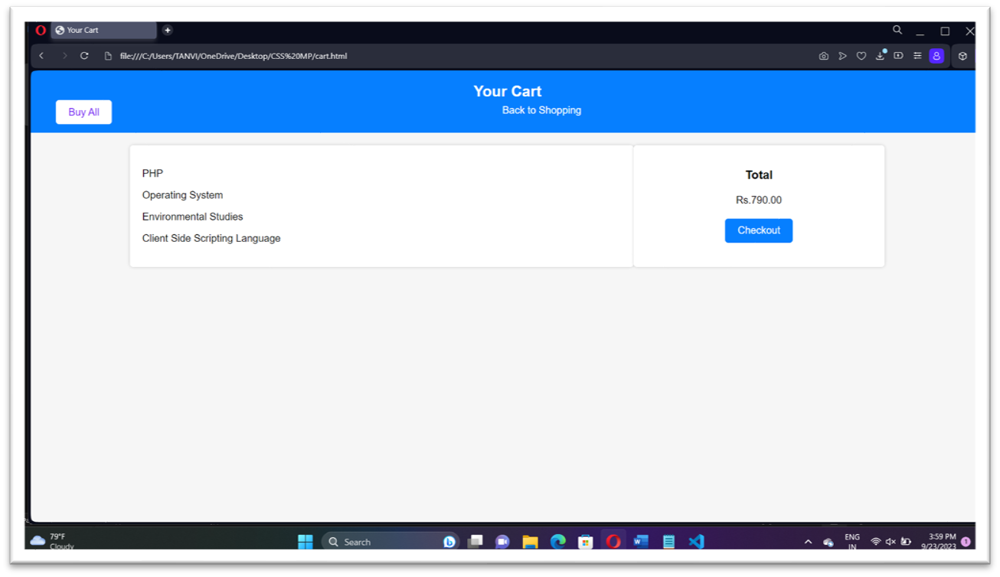 Your Cart
file:///C:/Users/TANVI/OneDrive/Desktop/CSS%20MP/cart.html
Your Cart
Back to Shopping
Buy All
PHP
Operating System
Environmental Studies
Client Side Scripting Language
Total
Rs.790.00
Checkout
79°F
Cloudy
Search
ENG
IN
3:59 PM
9/23/2023
1